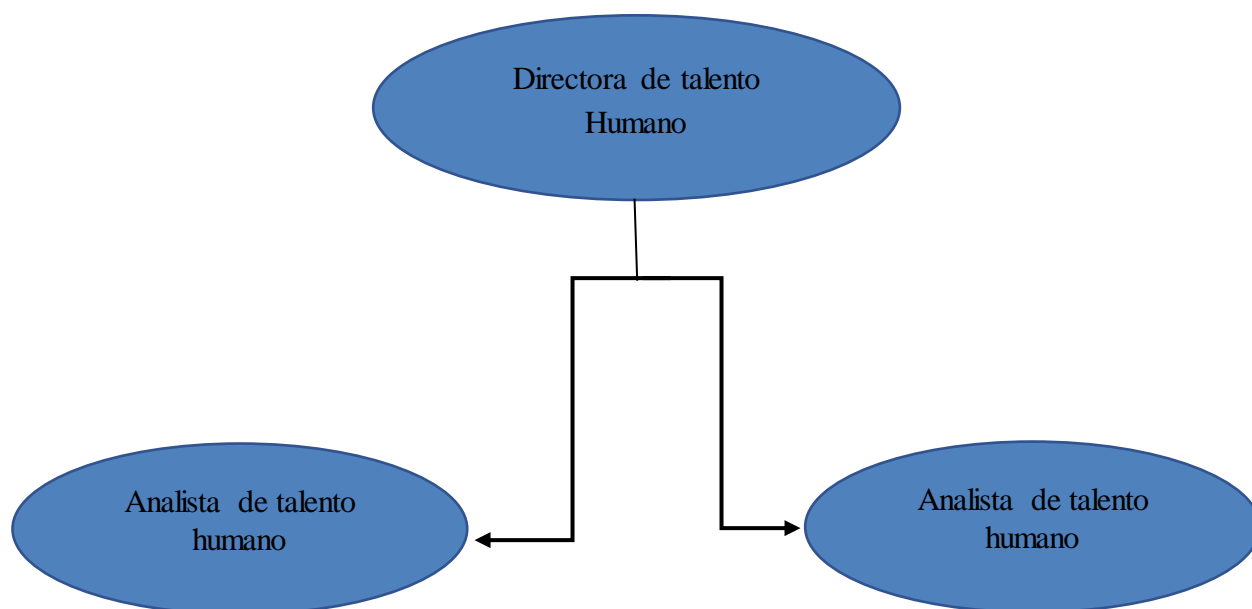 Directora de talento
Humano
Analista de talento
humano
Analista de talento
humano